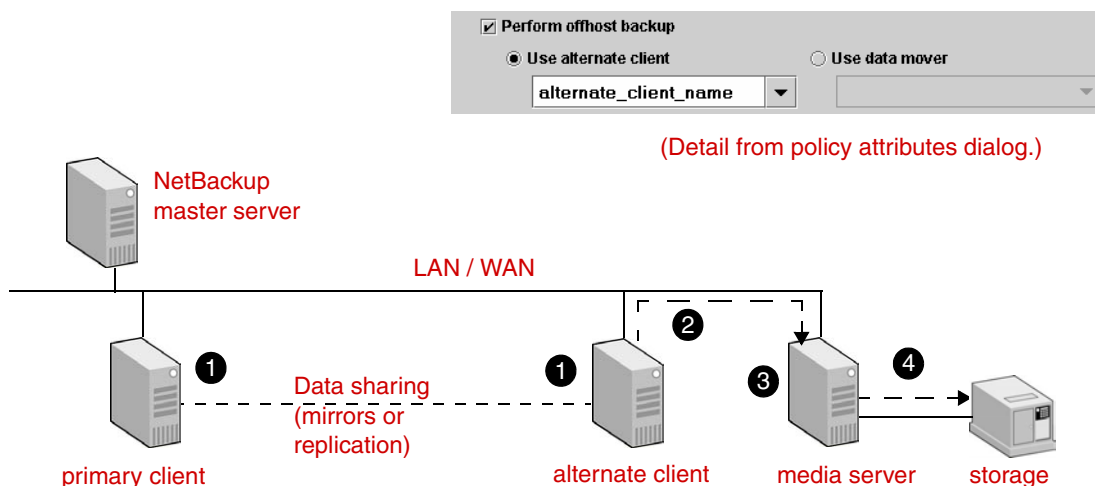 Perform offhost backup
Use alternate client
Use data mover
alternate_client_name
(Detail from policy attributes dialog.)
NetBackup
master server
LAN / WAN
1
Data sharing
(mirrors or
replication)
1
2
3
4
primary client
alternate client
media server
storage